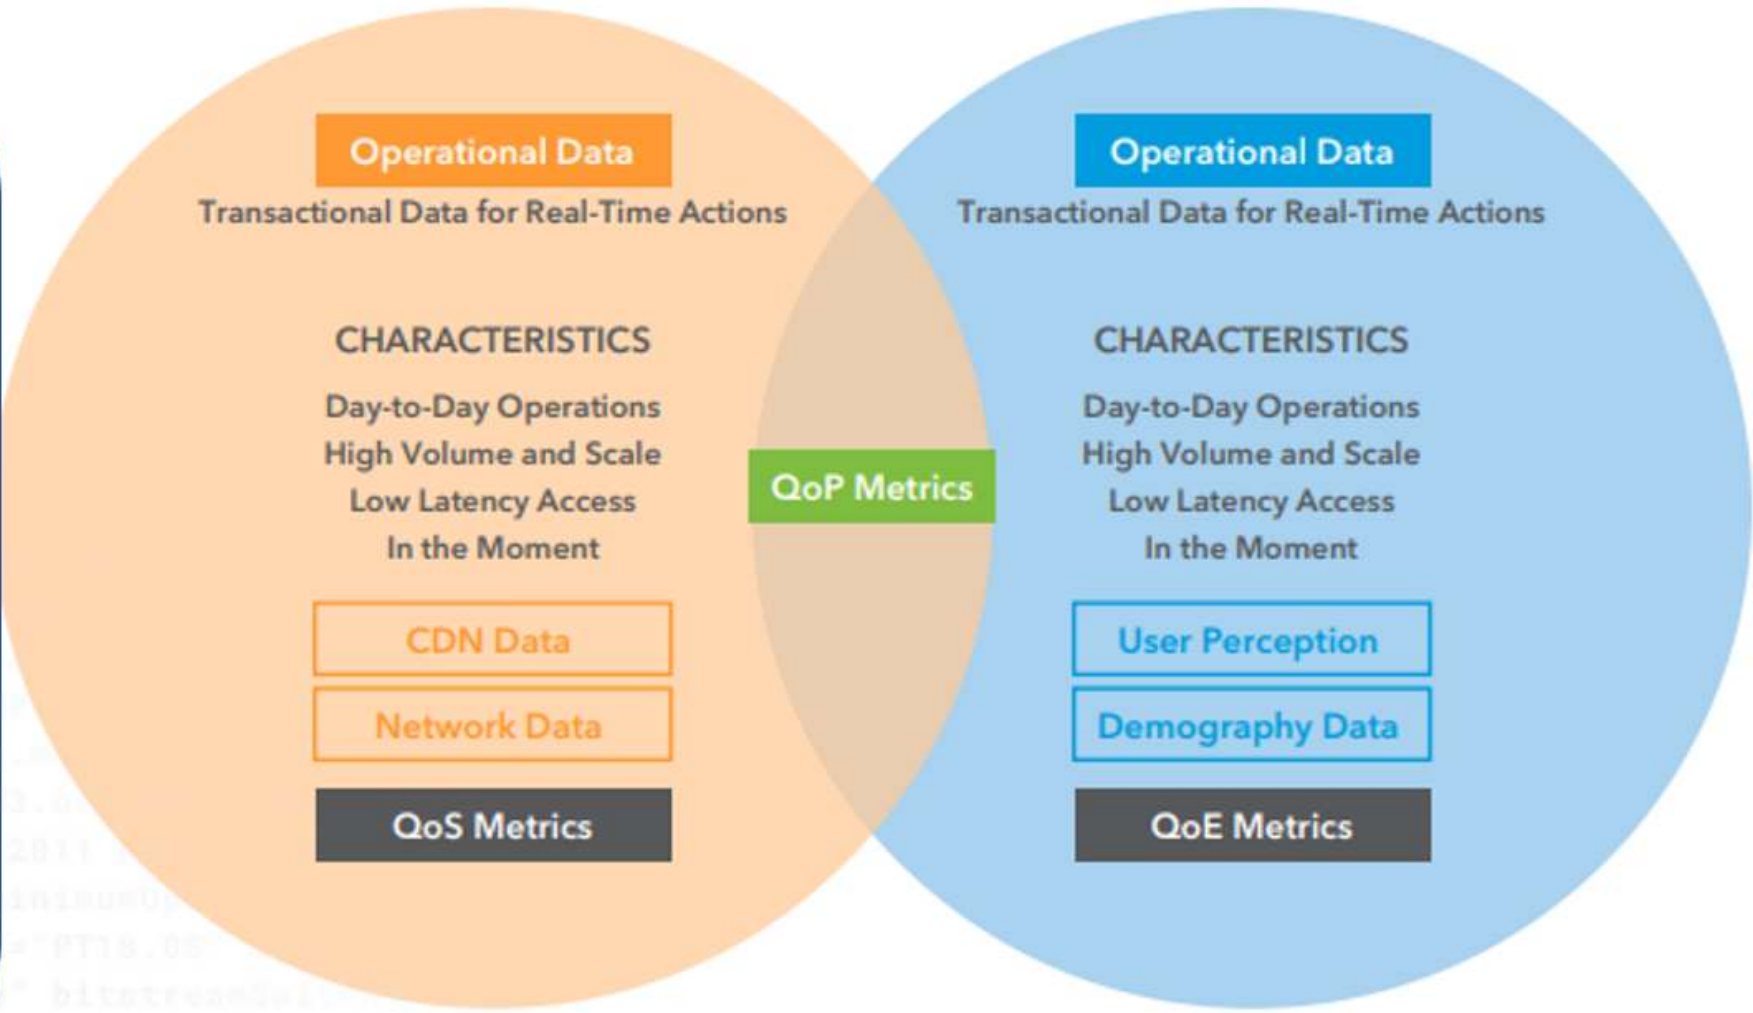 Operational Data
Transactional Data for Real-Time Actions
CHARACTERISTICS
Day-to-Day Operations
High Volume and Scale
Low Latency Access
In the Moment
CDN Data
Network Data
QoS Metrics
QoP Metrics
Operational Data
Transactional Data for Real-Time Actions
CHARACTERISTICS
Day-to-Day Operations
High Volume and Scale
Low Latency Access
In the Moment
User Perception
Demography Data
QoE Metrics